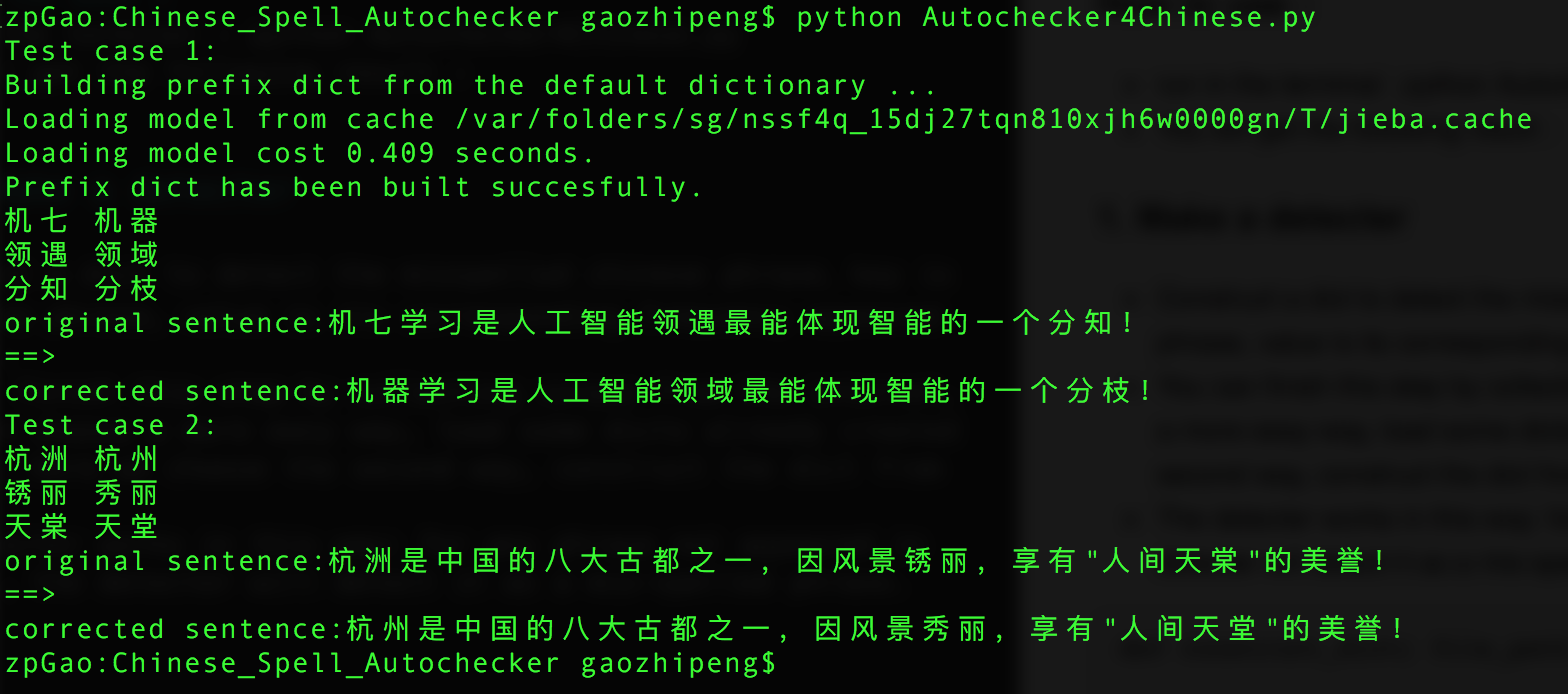 zpGao:Chinese_Spell_Autochecker gaozhipeng$ python Autochecker4Chinese.py
Test case 1:
Building prefix dict from the default dictionary ...
Loading model from cache /var/folders/sg/nssf4q_15dj27tqn810xjh6w0000gn/T/jieba.cache
Loading model cost 0.409 seconds.
Prefix dict has been built succesfully.
机七 机器
领遇 领域
分知 分枝
original sentence:机七学习是人工智能领遇最能体现智能的一个分知!
==>
corrected sentence:机器学习是人工智能领域最能体现智能的一个分枝!
Test case 2:
杭洲 杭州
锈丽 秀丽
天棠 天堂
original sentence:杭洲是中国的八大古都之一, 因风景锈丽, 享有"人间天棠"的美誉!
==>
corrected sentence:杭州是中国的八大古都之一, 因风景秀丽, 享有"人间天堂"的美誉!
zpGao:Chinese_Spell_Autochecker gaozhipeng$